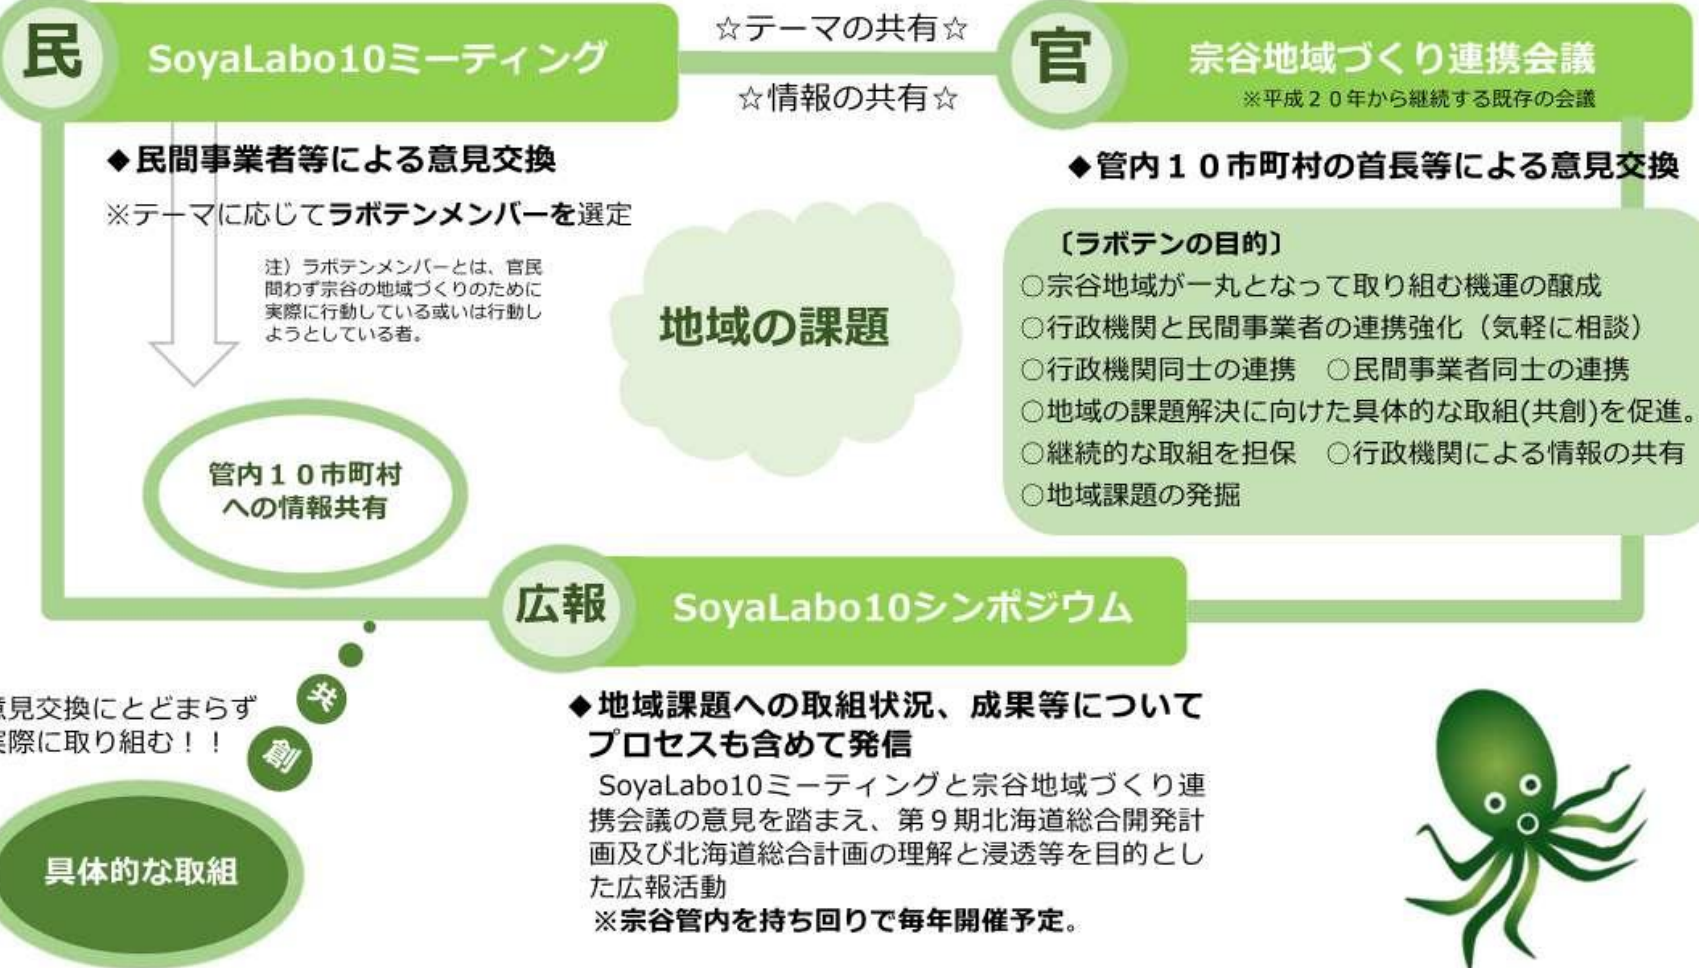 民
SoyaLabo10ミーティング
☆テーマの共有☆
☆情報の共有☆
官
宗谷地域づくり連携会議
※平成２０年から継続する既存の会議
◆民間事業者等による意見交換
※テーマに応じてラボテンメンバーを選定
注）ラボテンメンバーとは、官民
問わず宗谷の地域づくりのために
実際に行動している或いは行動し
ようとしている者。
管内１０市町村
への情報共有
地域の課題
◆管内１０市町村の首長等による意見交換
〔ラボテンの目的〕
○宗谷地域が一丸となって取り組む機運の醸成
○行政機関と民間事業者の連携強化（気軽に相談）
○行政機関同士の連携　○民間事業者同士の連携
○地域の課題解決に向けた具体的な取組(共創)を促進。
○継続的な取組を担保　○行政機関による情報の共有
○地域課題の発掘
広報
SoyaLabo10シンポジウム
共
創
意見交換にとどまらず
実際に取り組む！！
具体的な取組
◆地域課題への取組状況、成果等について
プロセスも含めて発信
SoyaLabo10ミーティングと宗谷地域づくり連
携会議の意見を踏まえ、第９期北海道総合開発計
画及び北海道総合計画の理解と浸透等を目的とし
た広報活動
※宗谷管内を持ち回りで毎年開催予定。